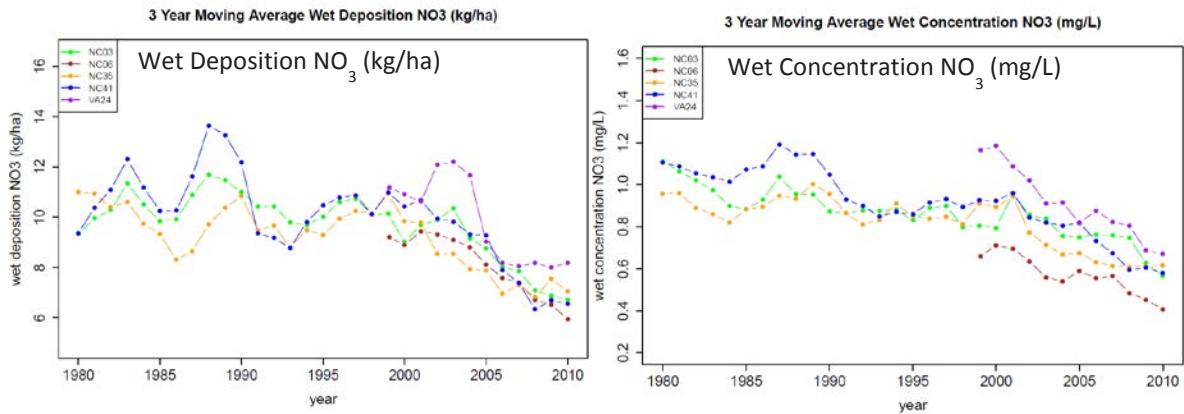 3 Year Moving Average Wet Deposition NO3 (kg/ha)
Wet Deposition NO3 (kg/ha)
NC03
NC06
NC35
NC41
VA24
wet deposition NO3 (kg/ha)
16
14
12
10
8
6
1980 1985 1990 1995 2000 2005 2010
year
3 Year Moving Average Wet Concentration NO3 (mg/L)
Wet Concentration NO3 (mg/L)
NC03
NC06
NC35
NC41
VA24
wet concentration NO3 (mg/L)
1.6
1.4
1.2
1.0
0.8
0.6
0.4
0.2
1980 1985 1990 1995 2000 2005 2010
year